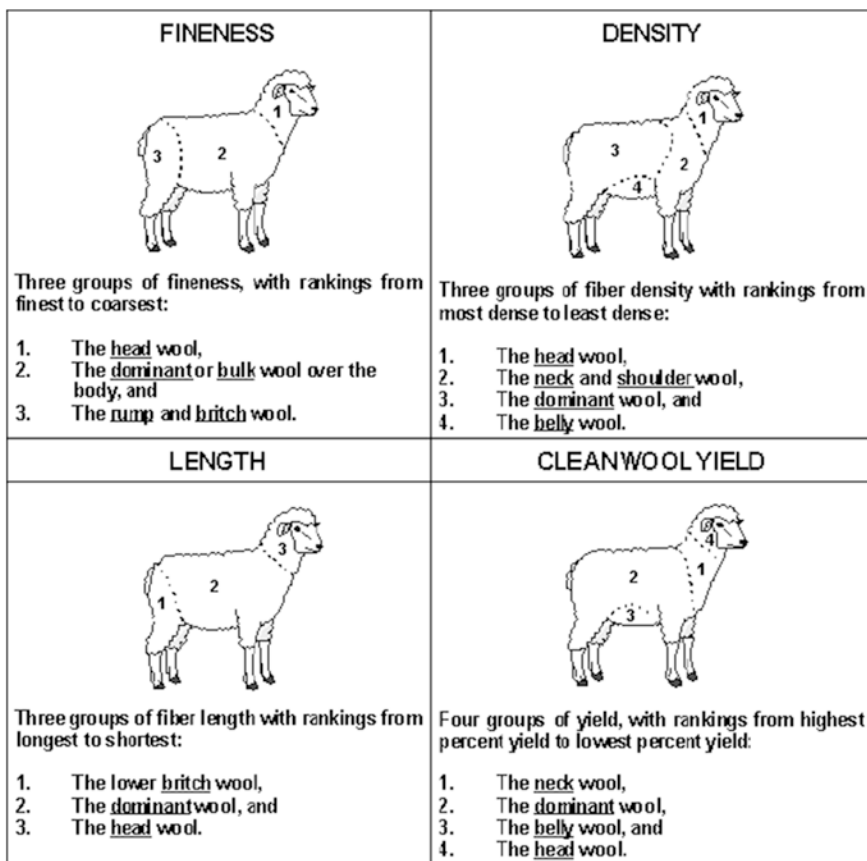 FINENESS
1
2
3
Three groups of fineness, with rankings from
finest to coarsest:
1. The head wool,
2. The dominant or bulk wool over the
body, and
3. The rump and britch wool.
DENSITY
1
2
3
4
Three groups of fiber density with rankings from
most dense to least dense:
1. The head wool,
2. The neck and shoulder wool,
3. The dominant wool, and
4. The belly wool.
LENGTH
3
2
1
Three groups of fiber length with rankings from
longest to shortest:
1. The lower britch wool,
2. The dominant wool, and
3. The head wool.
CLEAN WOOL YIELD
4
1
2
3
Four groups of yield, with rankings from highest
percent yield to lowest percent yield:
1. The neck wool,
2. The dominant wool,
3. The belly wool, and
4. The head wool.